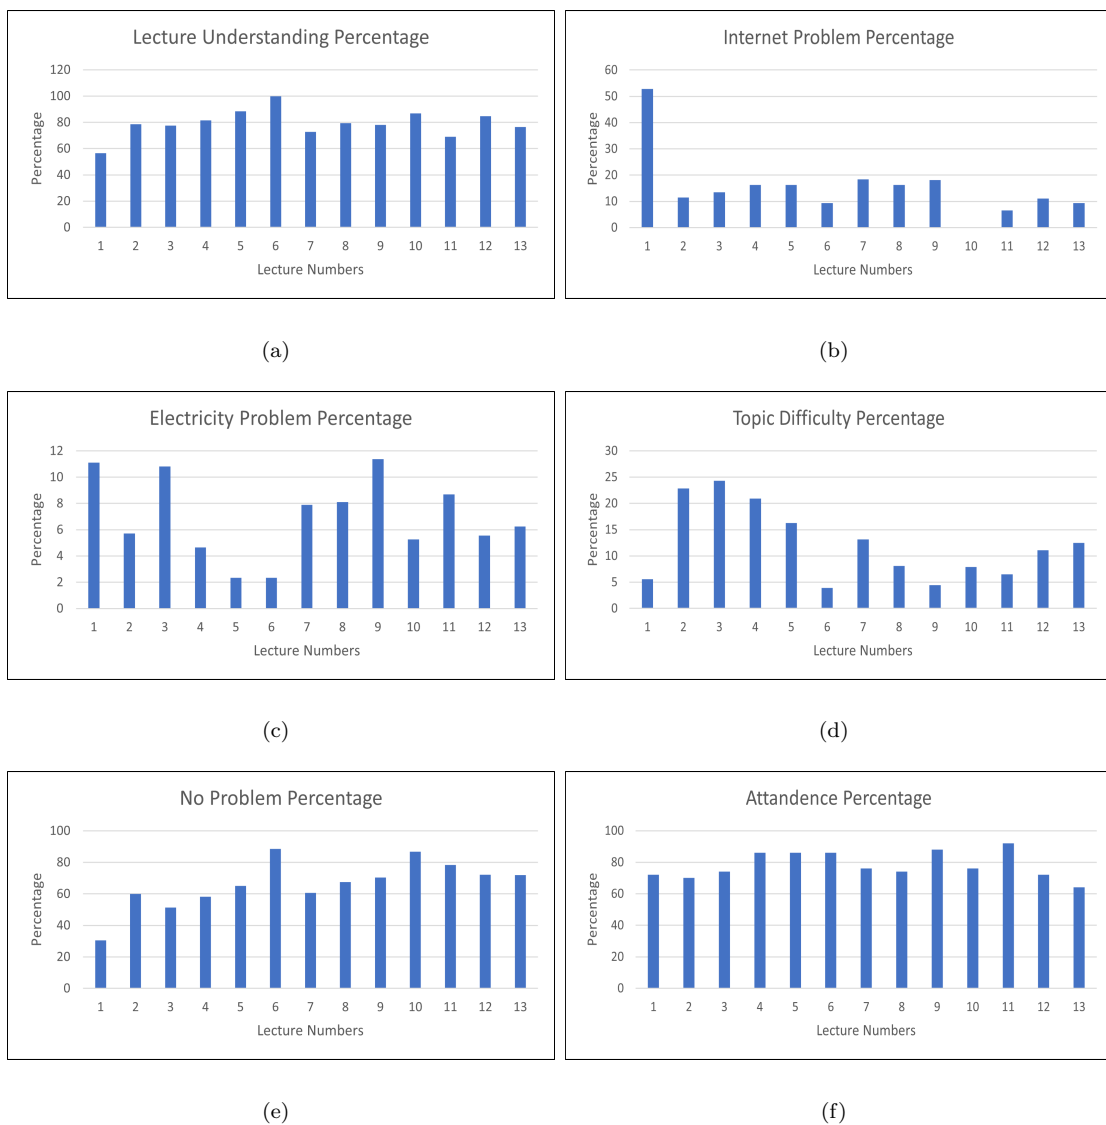 Lecture Understanding Percentage
120
100
80
60
40
20
0
Percentage
1 2 3 4 5 6 7 8 9 10 11 12 13
Lecture Numbers
(a)
Internet Problem Percentage
60
50
40
30
20
10
0
Percentage
1 2 3 4 5 6 7 8 9 10 11 12 13
Lecture Numbers
(b)
Electricity Problem Percentage
12
10
8
6
4
2
0
Percentage
1 2 3 4 5 6 7 8 9 10 11 12 13
Lecture Numbers
(c)
Topic Difficulty Percentage
30
25
20
15
10
5
0
Percentage
1 2 3 4 5 6 7 8 9 10 11 12 13
Lecture Numbers
(d)
No Problem Percentage
100
80
60
40
20
0
Percentage
1 2 3 4 5 6 7 8 9 10 11 12 13
Lecture Numbers
(e)
Attandence Percentage
100
80
60
40
20
0
Percentage
1 2 3 4 5 6 7 8 9 10 11 12 13
Lecture Numbers
(f)